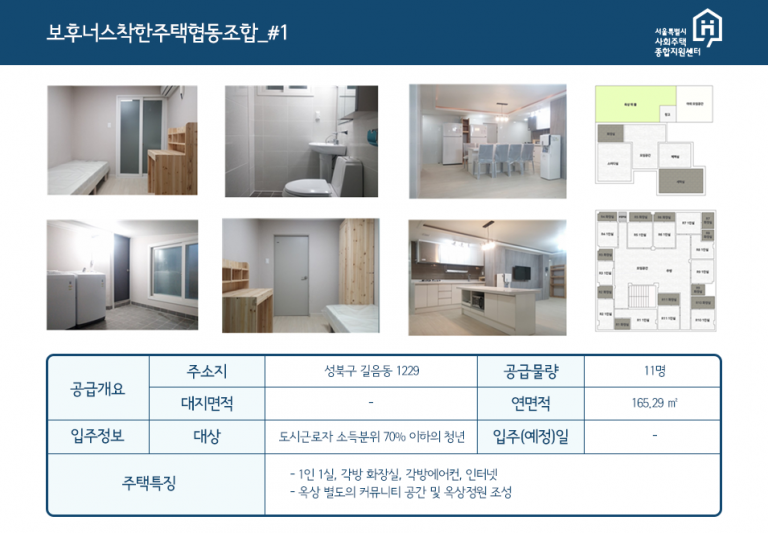 보후너스착한주택협동조합_#1
서울특별시
사회주택
종합지원센터
공급개요
주소지
성북구 길음동 1229
공급물량
11명
대지면적
-
연면적
165,29 ㎡
입주정보
대상
도시근로자 소득분위 70% 이하의 청년
입주(예정)일
-
주택특징
- 1인 1실, 각방 화장실, 각방에어컨, 인터넷
- 옥상 별도의 커뮤니티 공간 및 옥상정원 조성